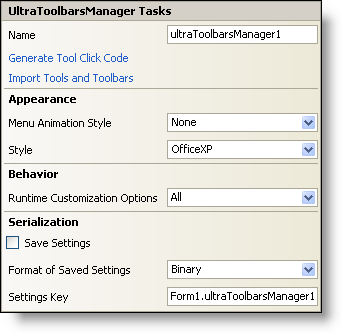 UltraToolbarsManager Tasks
Name ultraToolbarsManager1
Generate Tool Click Code
Import Tools and Toolbars
Appearance
Menu Animation Style None
Style OfficeXP
Behavior
Runtime Customization Options All
Serialization
Save Settings
Format of Saved Settings Binary
Settings Key Form1.ultraToolbarsManager1